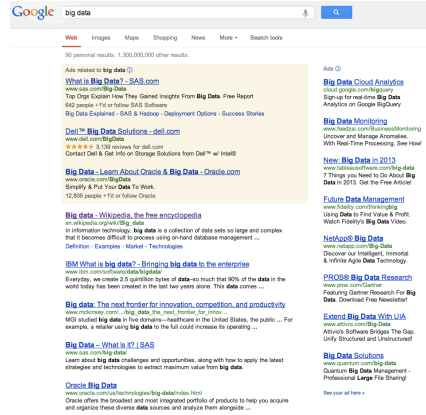 Google
big data
Web Images Maps Shopping News More Search tools
90 personal results. 1,300,000,000 other results.
Ads related to big data
What is Big Data? - SAS.com
www.sas.com/Big-Data
Top Orgs Explain How They Gained Insights From Big Data. Free Report
642 people +1'd or follow SAS Software
Big Data Explained - SAS & Hadoop - Deployment Options - Success Stories
Dell™ Big Data Solutions - dell.com
www.dell.com/BigData
3,139 reviews for dell.com
Contact Dell & Get Info on Storage Solutions from Dell™ w/ Intel®
Big Data - Learn About Oracle & Big Data - Oracle.com
www.oracle.com/BigData
Simplify & Put Your Data To Work.
12,808 people +1'd or follow Oracle
Big data - Wikipedia, the free encyclopedia
en.wikipedia.org/wiki/Big_data
In information technology, big data is a collection of data sets so large and complex
that it becomes difficult to process using on-hand database management ...
Definition - Examples - Market - Technologies
IBM What is big data? - Bringing big data to the enterprise
www.ibm.com/software/data/bigdata/
Everyday, we create 2.5 quintillion bytes of data–so much that 90% of the data in the
world today has been created in the last two years alone. This data comes ...
Big data: The next frontier for innovation, competition, and productivity
www.mckinsey.com/.../big_data_the_next_frontier_for_innov...
MGI studied big data in five domains—healthcare in the United States, the public ... For
example, a retailer using big data to the full could increase its operating ...
Big Data – What Is It? | SAS
www.sas.com/big-data/
Learn about big data challenges and opportunities, along with how to apply the latest
strategies and technologies to extract maximum value from big data.
Oracle Big Data
www.oracle.com/us/technologies/big-data/index.html
Oracle offers the broadest and most integrated portfolio of products to help you acquire
and organize these diverse data sources and analyze them alongside ...
Ads
Big Data Cloud Analytics
cloud.google.com/bigquery
Sign-up for real-time Big Data
Analytics on Google BigQuery
Big Data Monitoring
www.feedzai.com/BusinessMonitoring
Uncover and Manage Anomalies.
With Real-Time Processing, See How!
New: Big Data in 2013
www.tableausoftware.com/big-data
7 Things You Need to Do About Big
Data in 2013. Get the Free Article!
Future Data Management
www.fidelity.com/thinkingbig
Using Data to Find Value & Profit.
Watch Fidelity's Big Data Video.
NetApp® Big Data
www.netapp.com/Big-Data
Discover our Intelligent, Immortal
& Infinite Agile Data Technology.
PROS® Big Data Research
www.pros.com/Gartner
Featuring Gartner Research For Big
Data. Download Free Newsletter!
Extend Big Data With UIA
www.attivio.com/Big-Data
Attivio's Software Bridges The Gap.
Unify Structured and Unstructured!
Big Data Solutions
www.quantum.com/big-data
Quantum Big Data Management -
Professional Large File Sharing!
See your ad here »